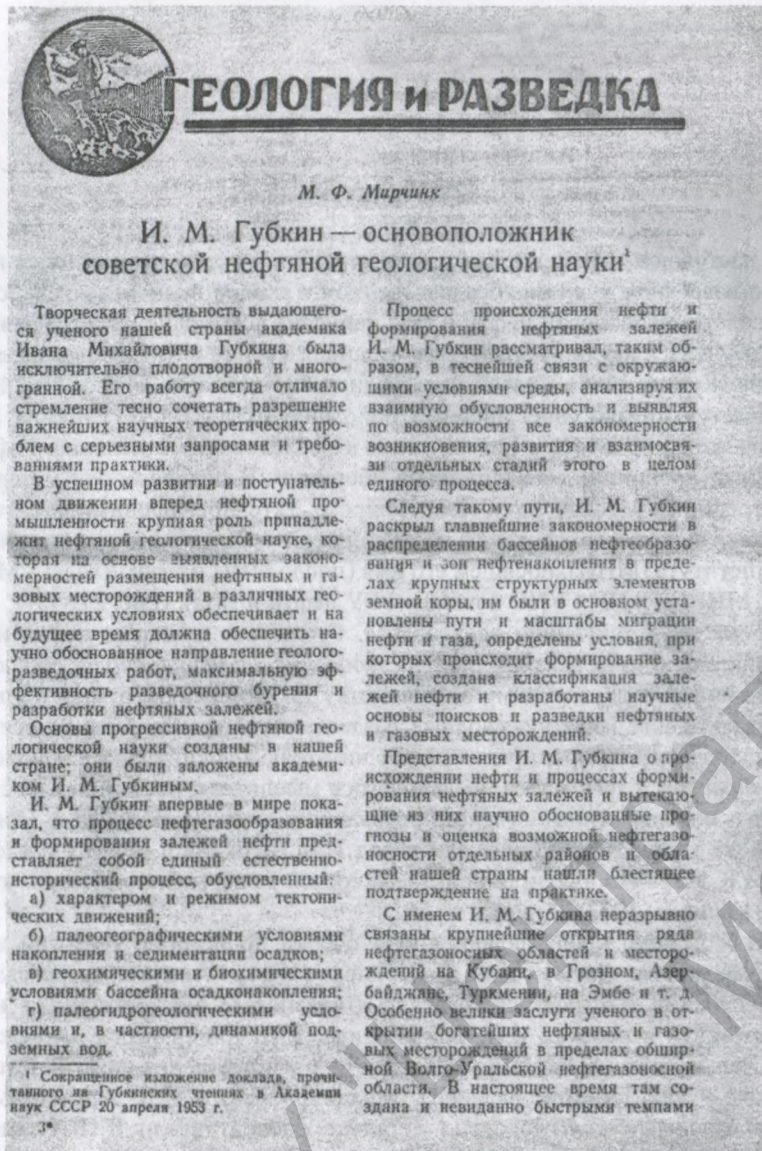 ГЕОЛОГИЯ и РАЗВЕДКА
М. Ф. Мирчинк
И. М. Губкин — основоположник
советской нефтяной геологической науки¹
Творческая деятельность выдающего-
ся ученого нашей страны академика
Ивана Михайловича Губкина была
исключительно плодотворной и много-
гранной. Его работу всегда отличало
стремление тесно сочетать разрешение
важнейших научных теоретических про-
блем с серьезными запросами и требо-
ваниями практики.
В успешном развитии и поступатель-
ном движении вперед нефтяной про-
мышленности крупная роль принадле-
жит нефтяной геологической науке, ко-
торая на основе выявленных законо-
мерностей размещения нефтяных и га-
зовых месторождений в различных гео-
логических условиях обеспечивает и на
будущее время должна обеспечить на-
учно обоснованное направление геолого-
разведочных работ, максимальную эф-
фективность разведочного бурения и
разработки нефтяных залежей.
Основы прогрессивной нефтяной гео-
логической науки созданы в нашей
стране; они были заложены академи-
ком И. М. Губкиным.
И. М. Губкин впервые в мире пока-
зал, что процесс нефтегазообразования
и формирования залежей нефти пред-
ставляет собой единый естественно-
исторический процесс, обусловленный:
а) характером и режимом тектони-
ческих движений;
б) палеогеографическими условиями
накопления и седиментации осадков;
в) геохимическими и биохимическими
условиями бассейна осадконакопления;
г) палеогидрогеологическими усло-
виями и, в частности, динамикой под-
земных вод.
¹ Сокращенное изложение доклада, прочи-
танного на Губкинских чтениях в Академии
наук СССР 20 апреля 1953 г.
3*
Процесс происхождения нефти и
формирования нефтяных залежей
И. М. Губкин рассматривал, таким об-
разом, в теснейшей связи с окружаю-
щими условиями среды, анализируя их
взаимную обусловленность и выявляя
по возможности все закономерности
возникновения, развития и взаимосвя-
зи отдельных стадий этого в целом
единого процесса.
Следуя такому пути, И. М. Губкин
раскрыл главнейшие закономерности в
распределении бассейнов нефтеобразо-
вания и зон нефтенакопления в преде-
лах крупных структурных элементов
земной коры, им были в основном уста-
новлены пути и масштабы миграции
нефти и газа, определены условия, при
которых происходит формирование за-
лежей, создана классификация зале-
жей нефти и разработаны научные
основы поисков и разведки нефтяных
и газовых месторождений.
Представления И. М. Губкина о про-
исхождении нефти и процессах форми-
рования нефтяных залежей и вытекаю-
щие из них научно обоснованные про-
гнозы и оценка возможной нефтегазо-
носности отдельных районов и обла-
стей нашей страны нашли блестящее
подтверждение на практике.
С именем И. М. Губкина неразрывно
связаны крупнейшие открытия ряда
нефтегазоносных областей и месторо-
ждений на Кубани, в Грозном, Азер-
байджане, Туркмении, на Эмбе и т. д.
Особенно велики заслуги ученого в от-
крытии богатейших нефтяных и газо-
вых месторождений в пределах обшир-
ной Волго-Уральской нефтегазоносной
области. В настоящее время там со-
здана и невиданно быстрыми темпами